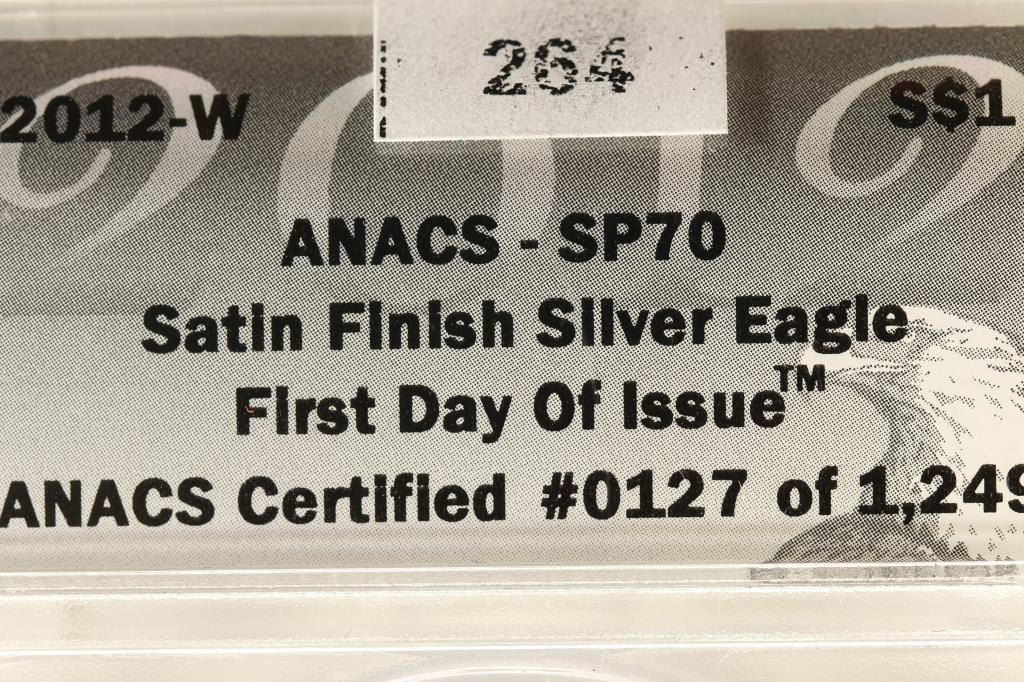 264
2012-W S$1
2012
ANACS - SP70
Satin Finish Silver Eagle
First Day Of Issue™
ANACS Certified #0127 of 1,249